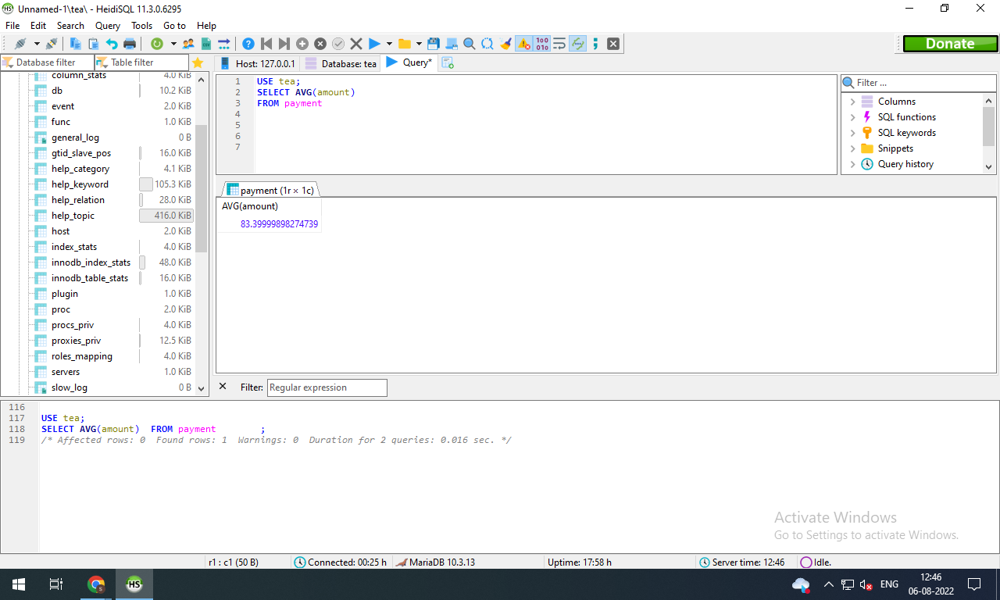 Unnamed-1\tea\ - HeidiSQL 11.3.0.6295
File Edit Search Query Tools Go to Help
Donate
Database filter Table filter
Host: 127.0.0.1 Database: tea Query*
column_stats 4.0 KiB
db 10.2 KiB
event 2.0 KiB
func 1.0 KiB
general_log 0 B
gtid_slave_pos 16.0 KiB
help_category 4.1 KiB
help_keyword 105.3 KiB
help_relation 28.0 KiB
help_topic 416.0 KiB
host 2.0 KiB
index_stats 4.0 KiB
innodb_index_stats 48.0 KiB
innodb_table_stats 16.0 KiB
plugin 1.0 KiB
proc 2.0 KiB
procs_priv 4.0 KiB
proxies_priv 12.5 KiB
roles_mapping 4.0 KiB
servers 1.0 KiB
slow_log 0 B
1 USE tea;
2 SELECT AVG(amount)
3 FROM payment
4
5
6
7
Filter ...
Columns
SQL functions
SQL keywords
Snippets
Query history
payment (1r × 1c)
AVG(amount)
83.39999898274739
Filter: Regular expression
116
117 USE tea;
118 SELECT AVG(amount) FROM payment ;
119 /* Affected rows: 0 Found rows: 1 Warnings: 0 Duration for 2 queries: 0.016 sec. */
Activate Windows
Go to Settings to activate Windows.
r1 : c1 (50 B) Connected: 00:25 h MariaDB 10.3.13 Uptime: 17:58 h Server time: 12:46 Idle.
HS ENG 12:46
06-08-2022